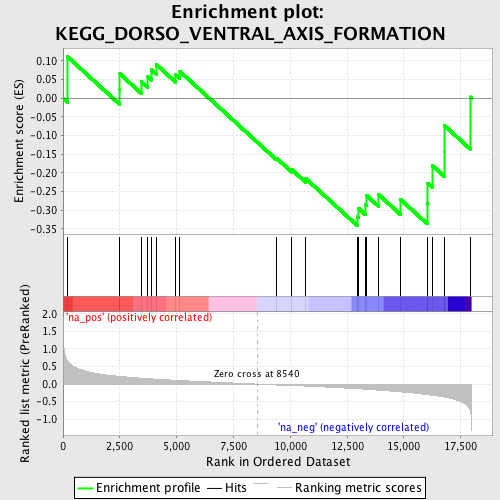 Enrichment plot:
KEGG_DORSO_VENTRAL_AXIS_FORMATION
Enrichment score (ES)
0.10
0.05
0.00
-0.05
-0.10
-0.15
-0.20
-0.25
-0.30
-0.35
'na_pos' (positively correlated)
Ranked list metric (PreRanked)
2.0
1.5
1.0
0.5
0.0
-0.5
-1.0
Zero cross at 8540
'na_neg' (negatively correlated)
0 2,500 5,000 7,500 10,000 12,500 15,000 17,500
Rank in Ordered Dataset
Enrichment profile Hits Ranking metric scores